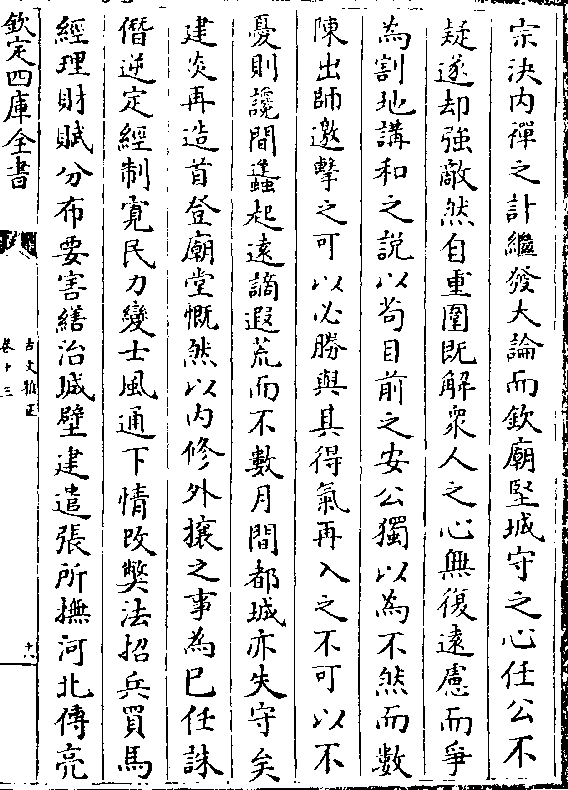 宗決内禪之計繼發大論而欽廟堅城守之心任公不
疑遂却強敵然自重圍既解衆人之心無復遠慮而爭
為割地講和之說以苟目前之安公獨以為不然而數
陳出師邀擊之可以必勝與其得氣再入之不可以不
憂則讒間蠭起遠謫遐荒而不數月間都城亦失守矣
建炎再造首登廟堂慨然以内修外攘之事為己任誅
僭逆定經制寛民力變士風通下情改弊法招兵買馬
經理財賦分布要害繕治城壁建遣張所撫河北傅亮
欽定四庫全書
古文雅正
卷十三